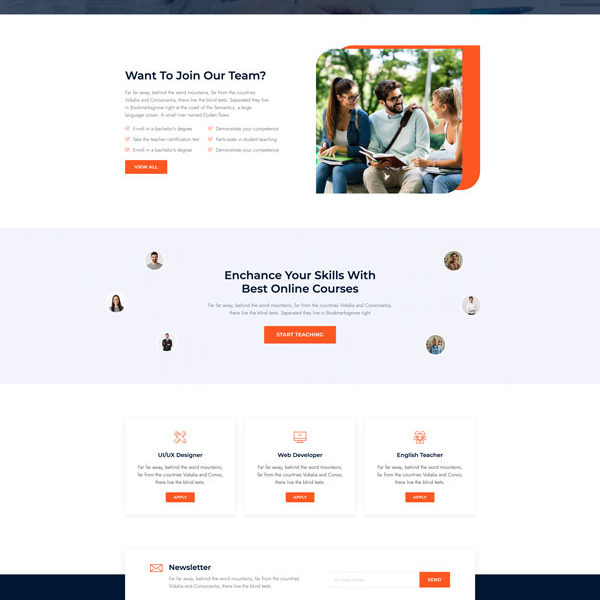 Want To Join Our Team?
Far far away, behind the word mountains, far from the countries
Vokalia and Consonantia, there live the blind texts. Separated they live
in Bookmarksgrove right at the coast of the Semantics, a large
language ocean. A small river named Duden flows
Enroll in a bachelor's degree
Demonstrate your competence
Take the teacher certification test
Participate in student teaching
Enroll in a bachelor's degree
Demonstrate your competence
VIEW ALL
Enchance Your Skills With
Best Online Courses
Far far away, behind the word mountains, far from the countries Vokalia and Consonantia,
there live the blind texts. Separated they live in Bookmarksgrove right
START TEACHING
UI/UX Designer
Far far away, behind the word mountains,
far from the countries Vokalia and Conso,
there live the blind texts.
APPLY
Web Developer
Far far away, behind the word mountains,
far from the countries Vokalia and Conso,
there live the blind texts.
APPLY
English Teacher
Far far away, behind the word mountains,
far from the countries Vokalia and Conso,
there live the blind texts.
APPLY
Newsletter
Far far away, behind the word mountains, far from the countries
Vokalia and Consonantia, there live the blind texts.
SEND